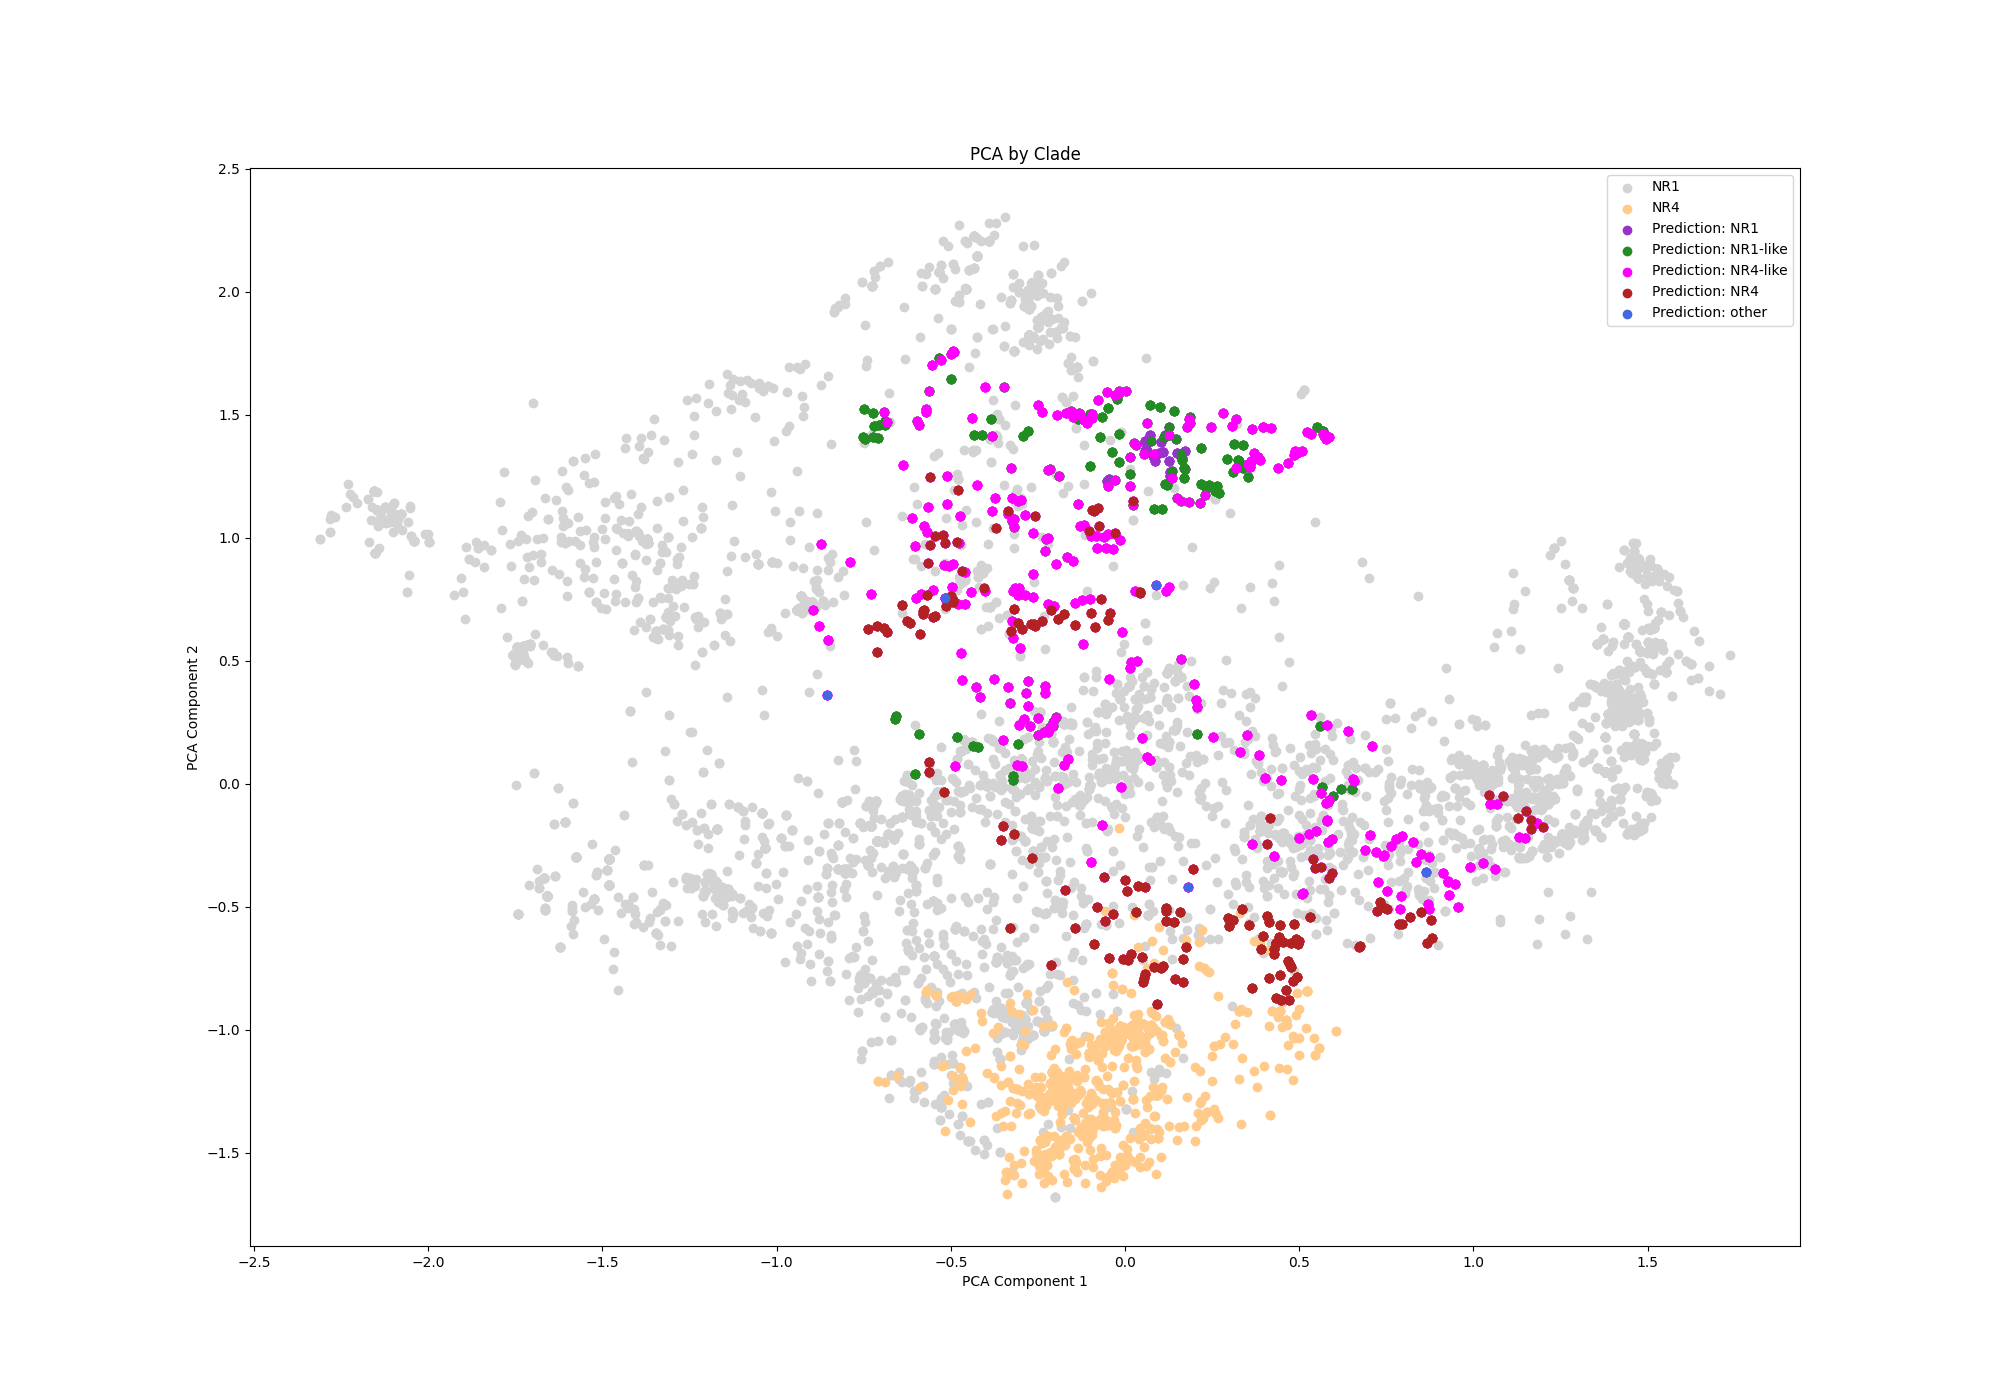 PCA by Clade
2.5
2.0
1.5
1.0
0.5
0.0
−0.5
−1.0
−1.5
PCA Component 2
NR1
NR4
Prediction: NR1
Prediction: NR1-like
Prediction: NR4-like
Prediction: NR4
Prediction: other
−2.5 −2.0 −1.5 −1.0 −0.5 0.0 0.5 1.0 1.5
PCA Component 1